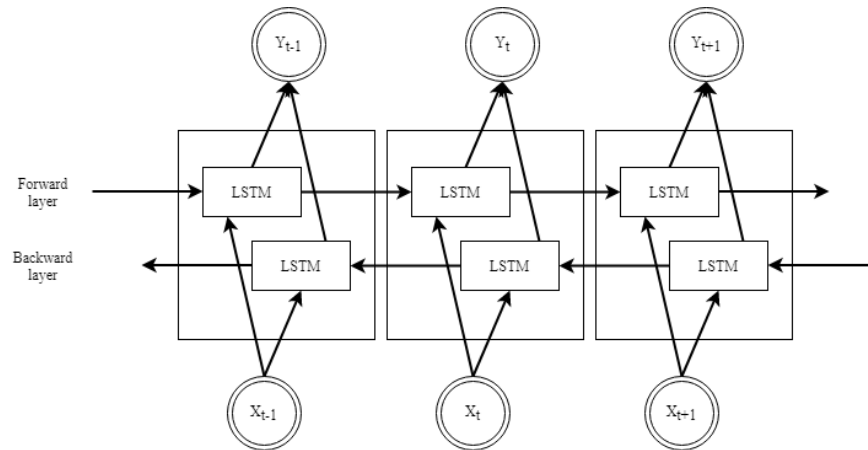 Y_{t-1} Y_t Y_{t+1}
Forward
layer
LSTM LSTM LSTM
Backward
layer
LSTM LSTM LSTM
X_{t-1} X_t X_{t+1}